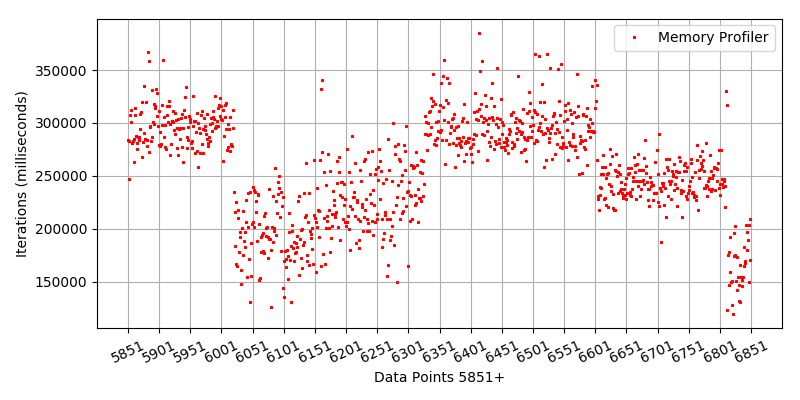 Memory Profiler
Iterations (milliseconds)
350000
300000
250000
200000
150000
5851 5901 5951 6001 6051 6101 6151 6201 6251 6301 6351 6401 6451 6501 6551 6601 6651 6701 6751 6801 6851
Data Points 5851+